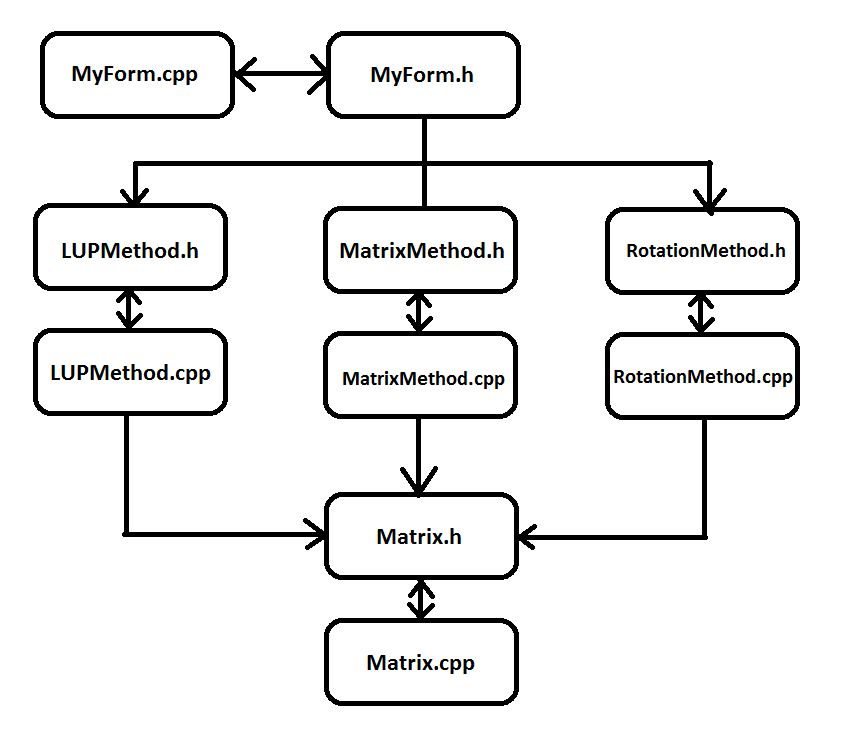 MyForm.cpp
MyForm.h
LUPMethod.h
MatrixMethod.h
RotationMethod.h
LUPMethod.cpp
MatrixMethod.cpp
RotationMethod.cpp
Matrix.h
Matrix.cpp